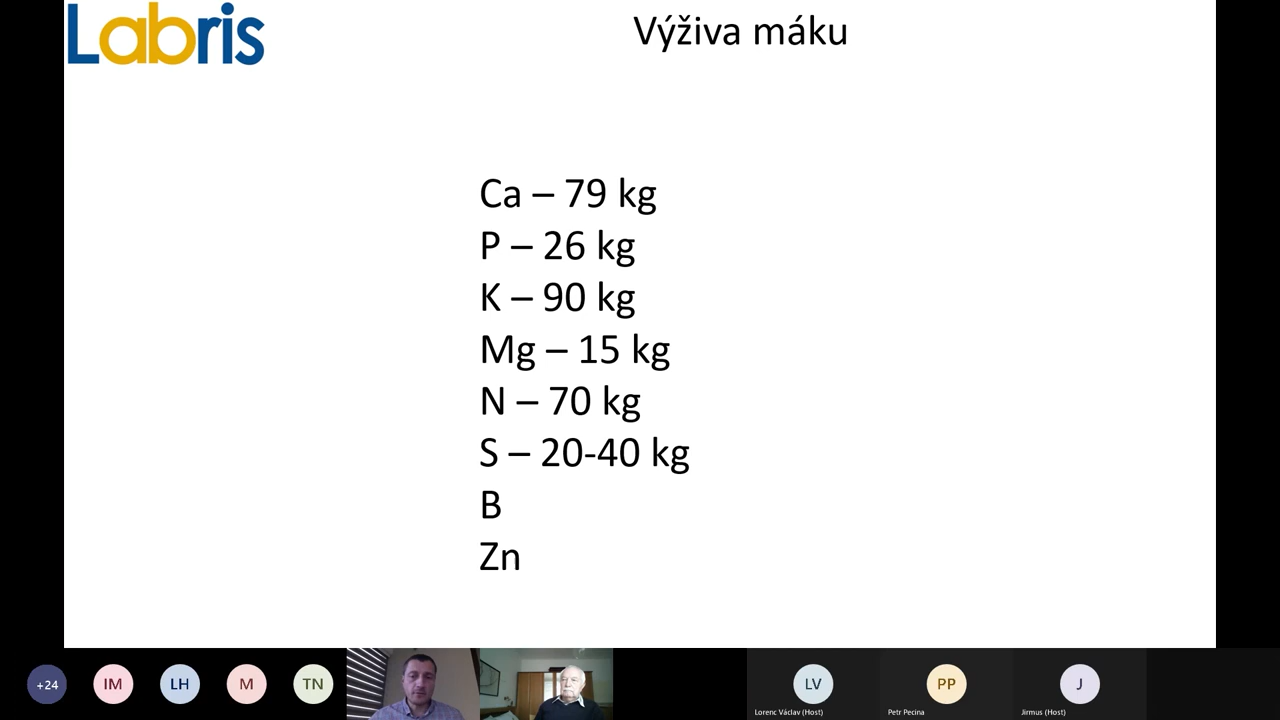 Labris
Výživa máku
Ca – 79 kg
P – 26 kg
K – 90 kg
Mg – 15 kg
N – 70 kg
S – 20-40 kg
B
Zn
+24
IM
LH
M
TN
LV
PP
J
Lorenc Václav (Host)
Petr Pecina
Jirmus (Host)